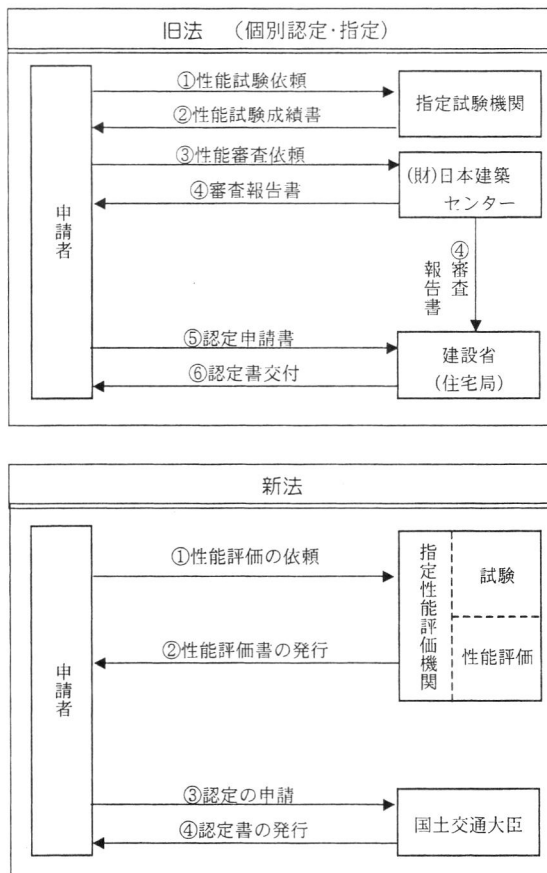 旧法 (個別認定・指定)
申請者
①性能試験依頼
②性能試験成績書
指定試験機関
③性能審査依頼
④審査報告書
(財)日本建築
センター
④審査
報告書
⑤認定申請書
⑥認定書交付
建設省
(住宅局)
新法
申請者
①性能評価の依頼
②性能評価書の発行
指定性能評価機関
試験
性能評価
③認定の申請
④認定書の発行
国土交通大臣